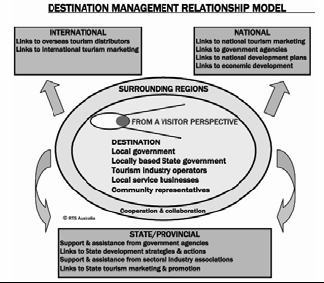 DESTINATION MANAGEMENT RELATIONSHIP MODEL
INTERNATIONAL
Links to overseas tourism distributors
Links to international tourism marketing
NATIONAL
Links to national tourism marketing
Links to government agencies
Links to national development plans
Links to economic development
SURROUNDING REGIONS
FROM A VISITOR PERSPECTIVE
DESTINATION
Local government
Locally based State government
Tourism industry operators
Local service businesses
Community representatives
Cooperation & collaboration
© RTS Australia
STATE/PROVINCIAL
Support & assistance from government agencies
Links to State development strategies & actions
Support & assistance from sectoral industry associations
Links to State tourism marketing & promotion